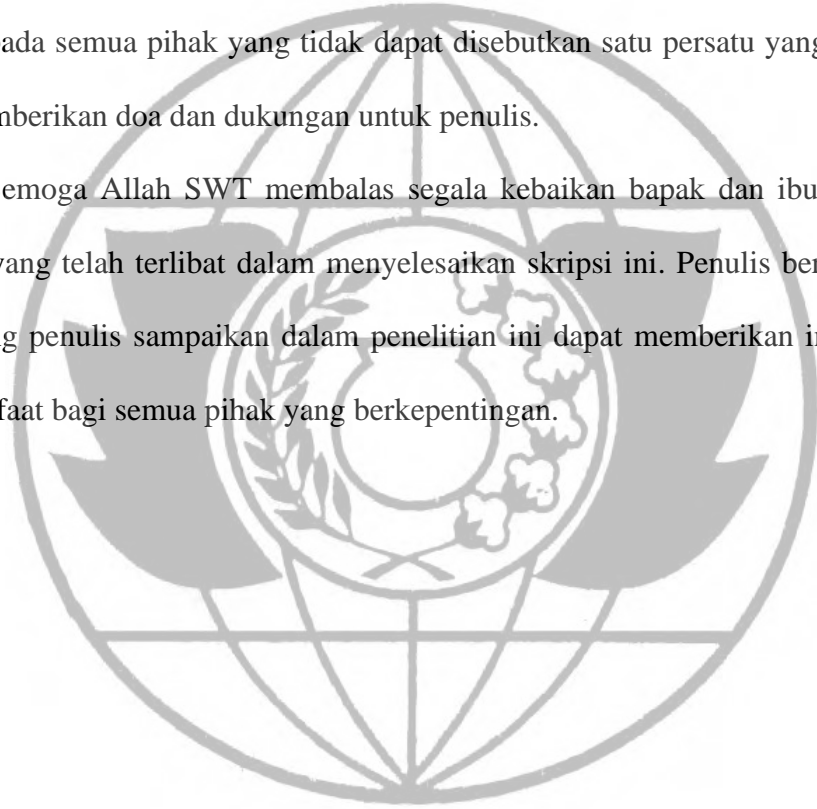 pada semua pihak yang tidak dapat disebutkan satu persatu yang
mberikan doa dan dukungan untuk penulis.
emoga Allah SWT membalas segala kebaikan bapak dan ibu
yang telah terlibat dalam menyelesaikan skripsi ini. Penulis ber
g penulis sampaikan dalam penelitian ini dapat memberikan in
faat bagi semua pihak yang berkepentingan.